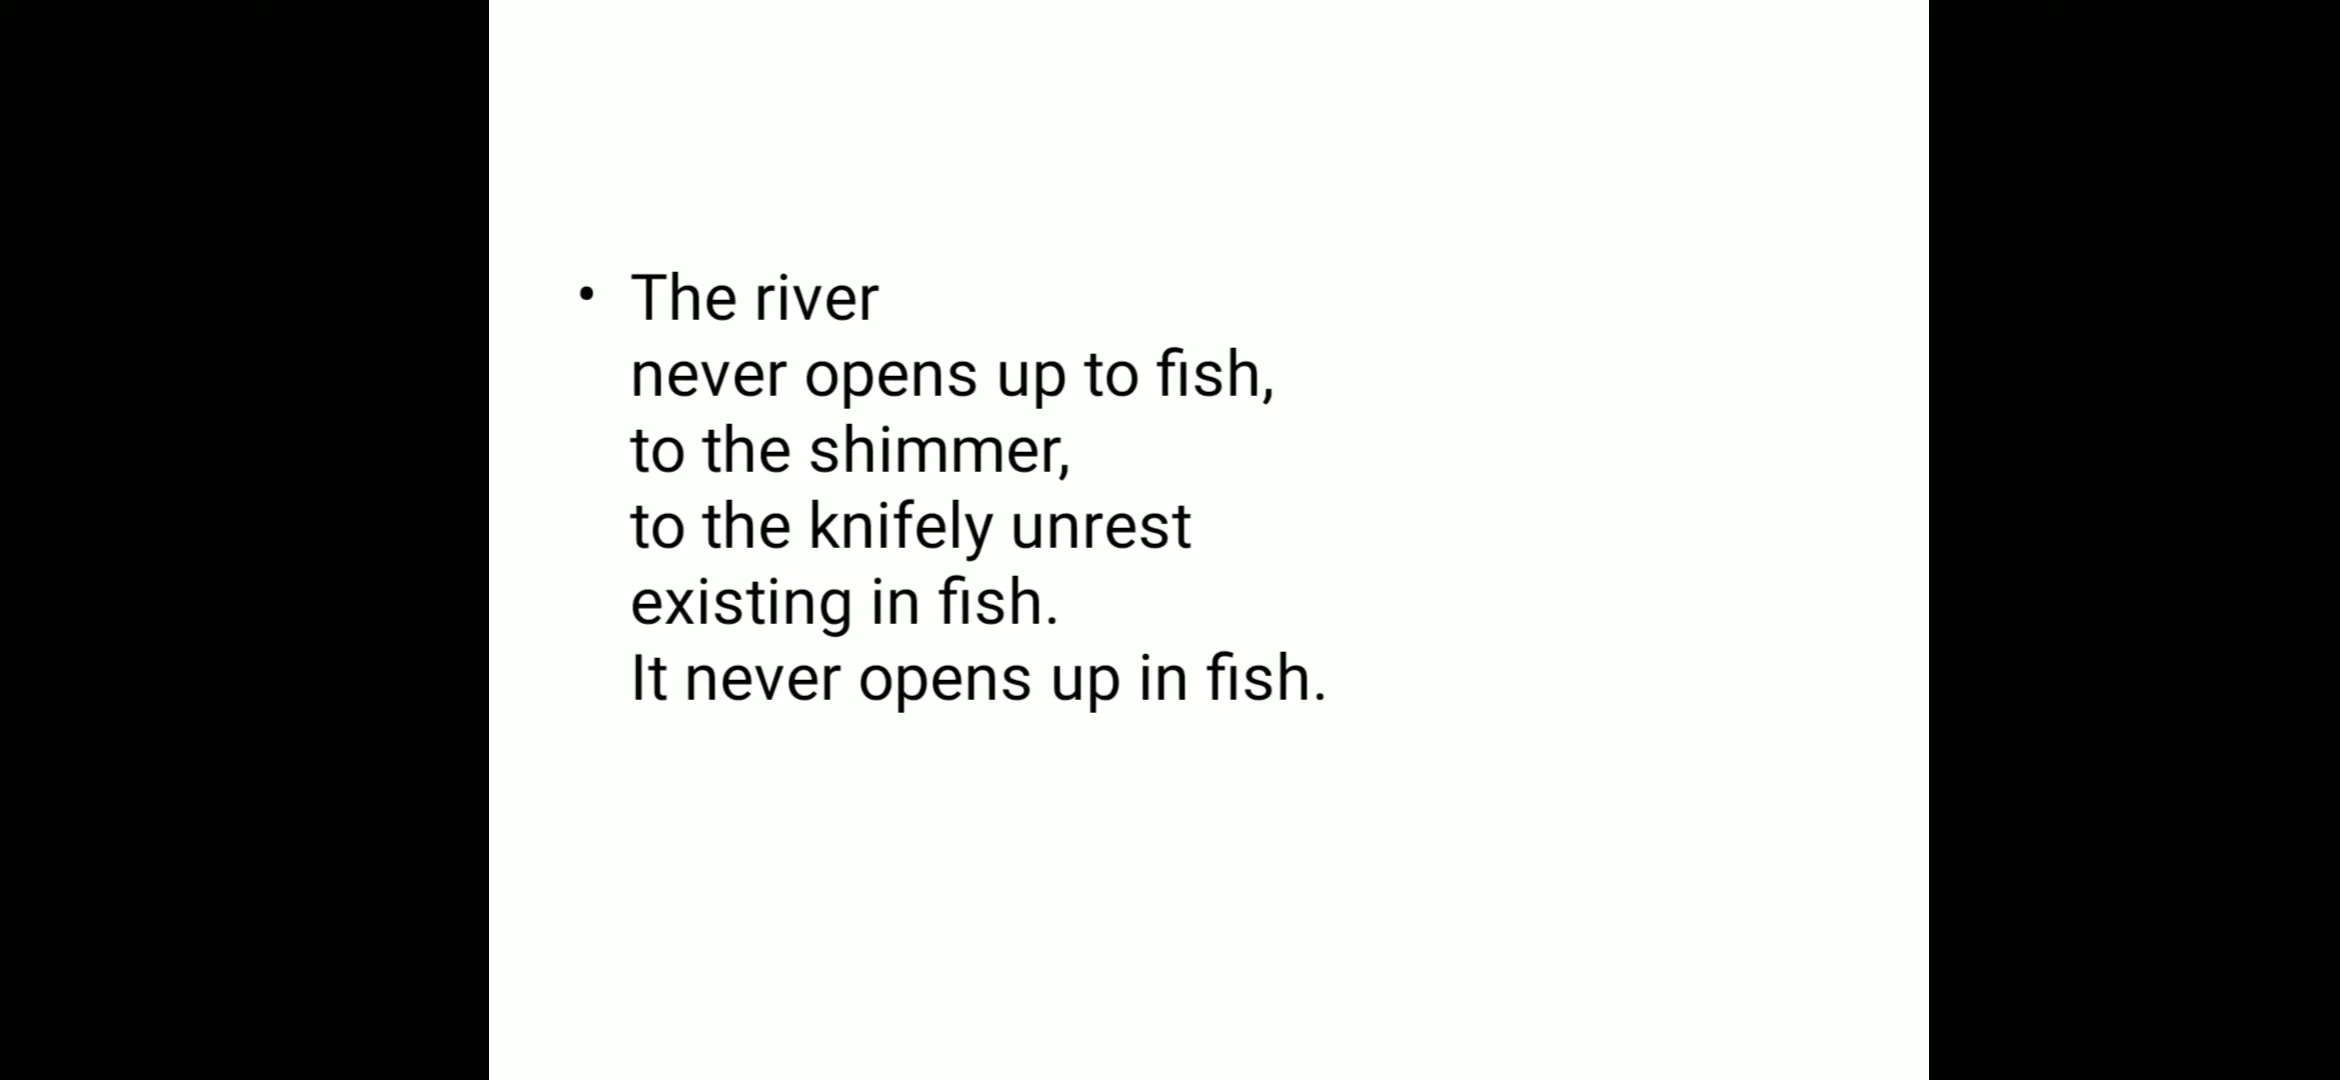 • The river
never opens up to fish,
to the shimmer,
to the knifely unrest
existing in fish.
It never opens up in fish.